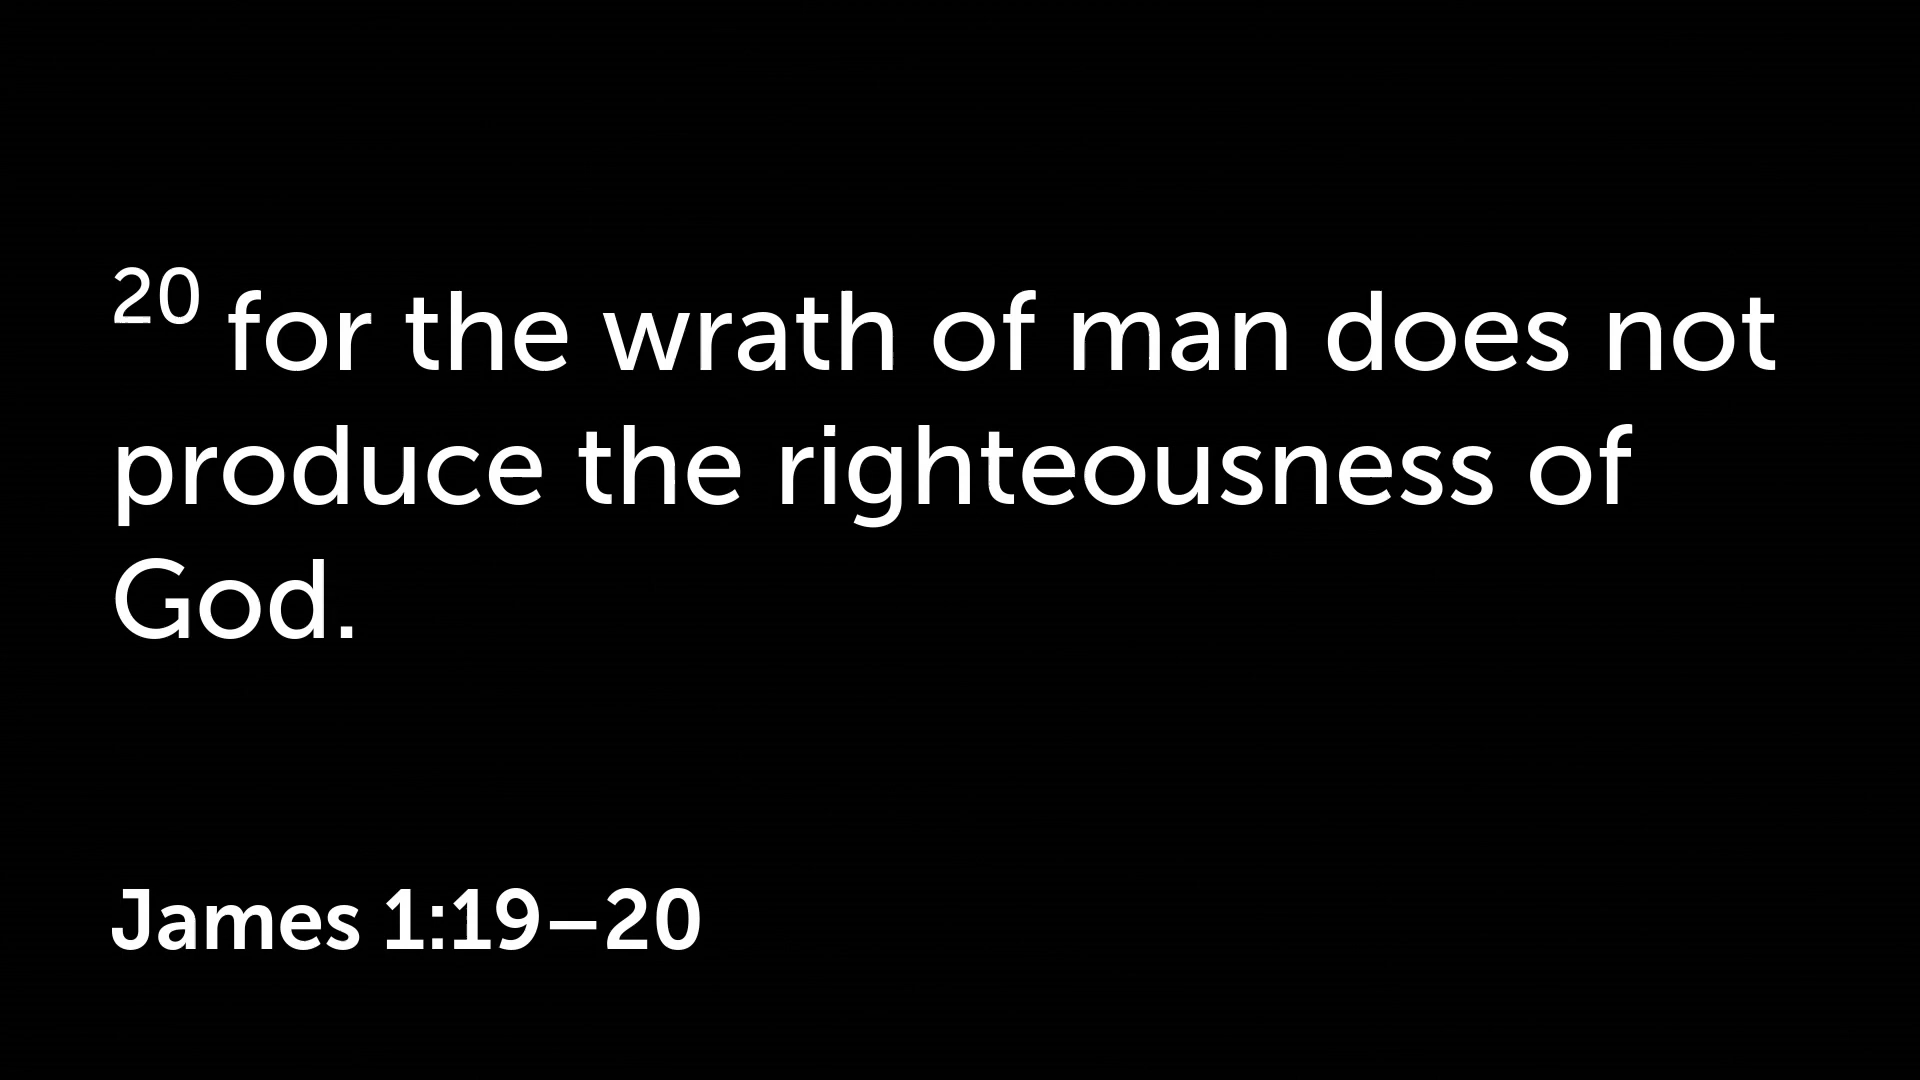 20 for the wrath of man does not
produce the righteousness of
God.
James 1:19–20